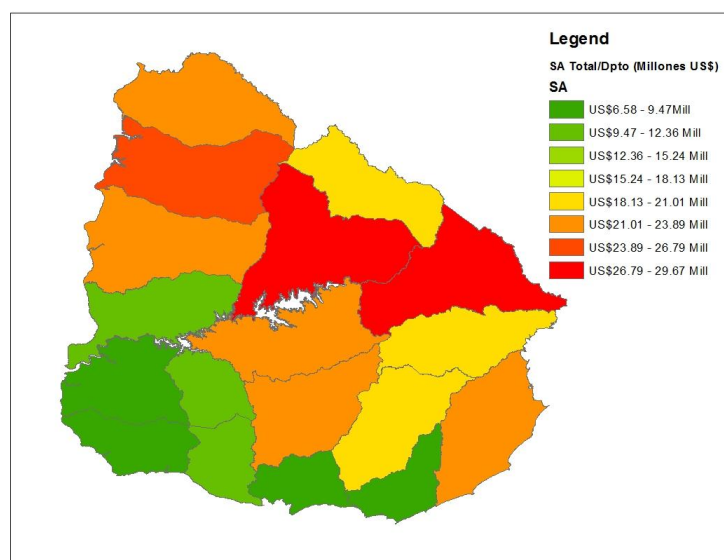 Legend
SA Total/Dpto (Millones US$)
SA
US$6.58 - 9.47Mill
US$9.47 - 12.36 Mill
US$12.36 - 15.24 Mill
US$15.24 - 18.13 Mill
US$18.13 - 21.01 Mill
US$21.01 - 23.89 Mill
US$23.89 - 26.79 Mill
US$26.79 - 29.67 Mill